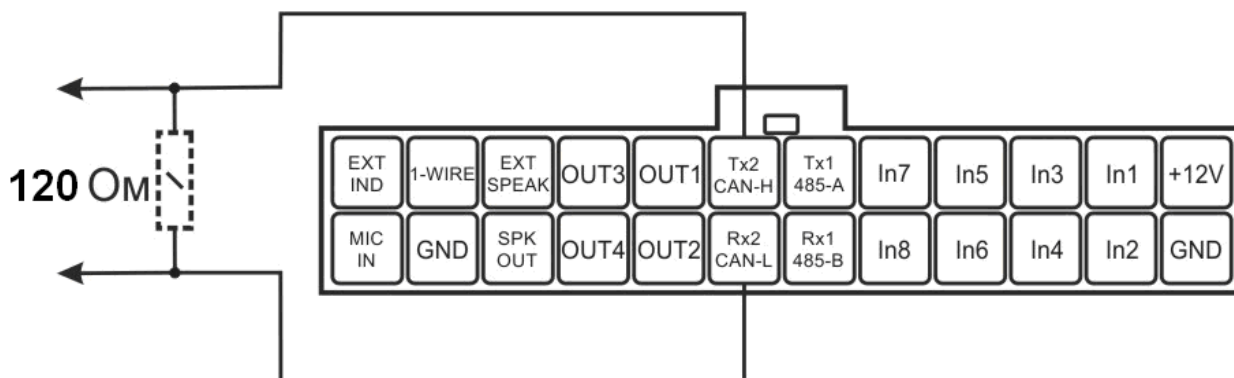 120 Ом
EXT IND
1-WIRE
EXT SPEAK
OUT3
OUT1
Tx2 CAN-H
Tx1 485-A
In7
In5
In3
In1
+12V
MIC IN
GND
SPK OUT
OUT4
OUT2
Rx2 CAN-L
Rx1 485-B
In8
In6
In4
In2
GND